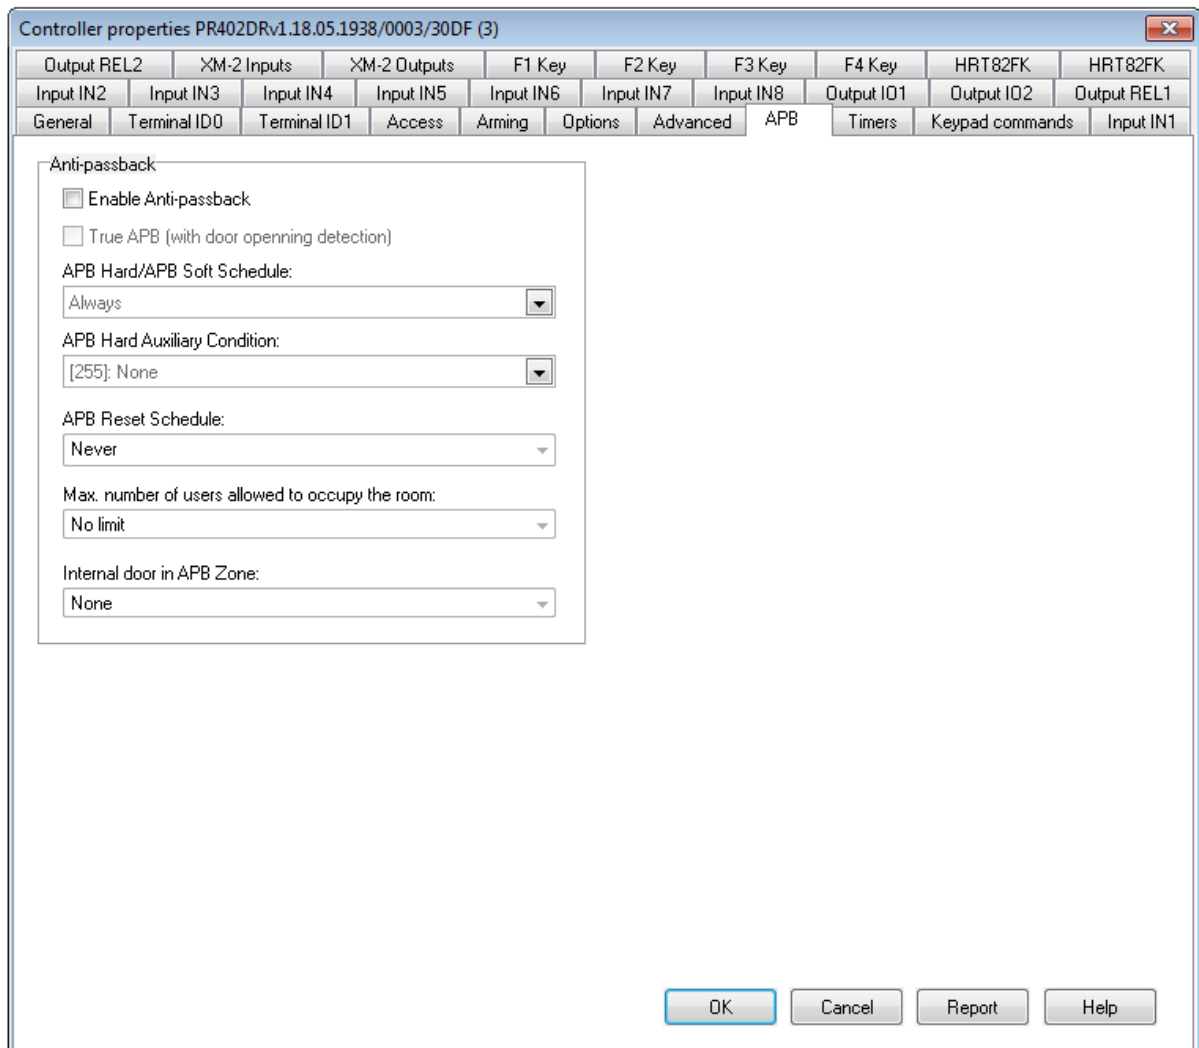 Controller properties PR402DRv1.18.05.1938/0003/30DF (3)
Output REL2 XM-2 Inputs XM-2 Outputs F1 Key F2 Key F3 Key F4 Key HRT82FK HRT82FK
Input IN2 Input IN3 Input IN4 Input IN5 Input IN6 Input IN7 Input IN8 Output IO1 Output IO2 Output REL1
General Terminal ID0 Terminal ID1 Access Arming Options Advanced APB Timers Keypad commands Input IN1
Anti-passback
Enable Anti-passback
True APB (with door openning detection)
APB Hard/APB Soft Schedule:
Always
APB Hard Auxiliary Condition:
[255]: None
APB Reset Schedule:
Never
Max. number of users allowed to occupy the room:
No limit
Internal door in APB Zone:
None
OK Cancel Report Help